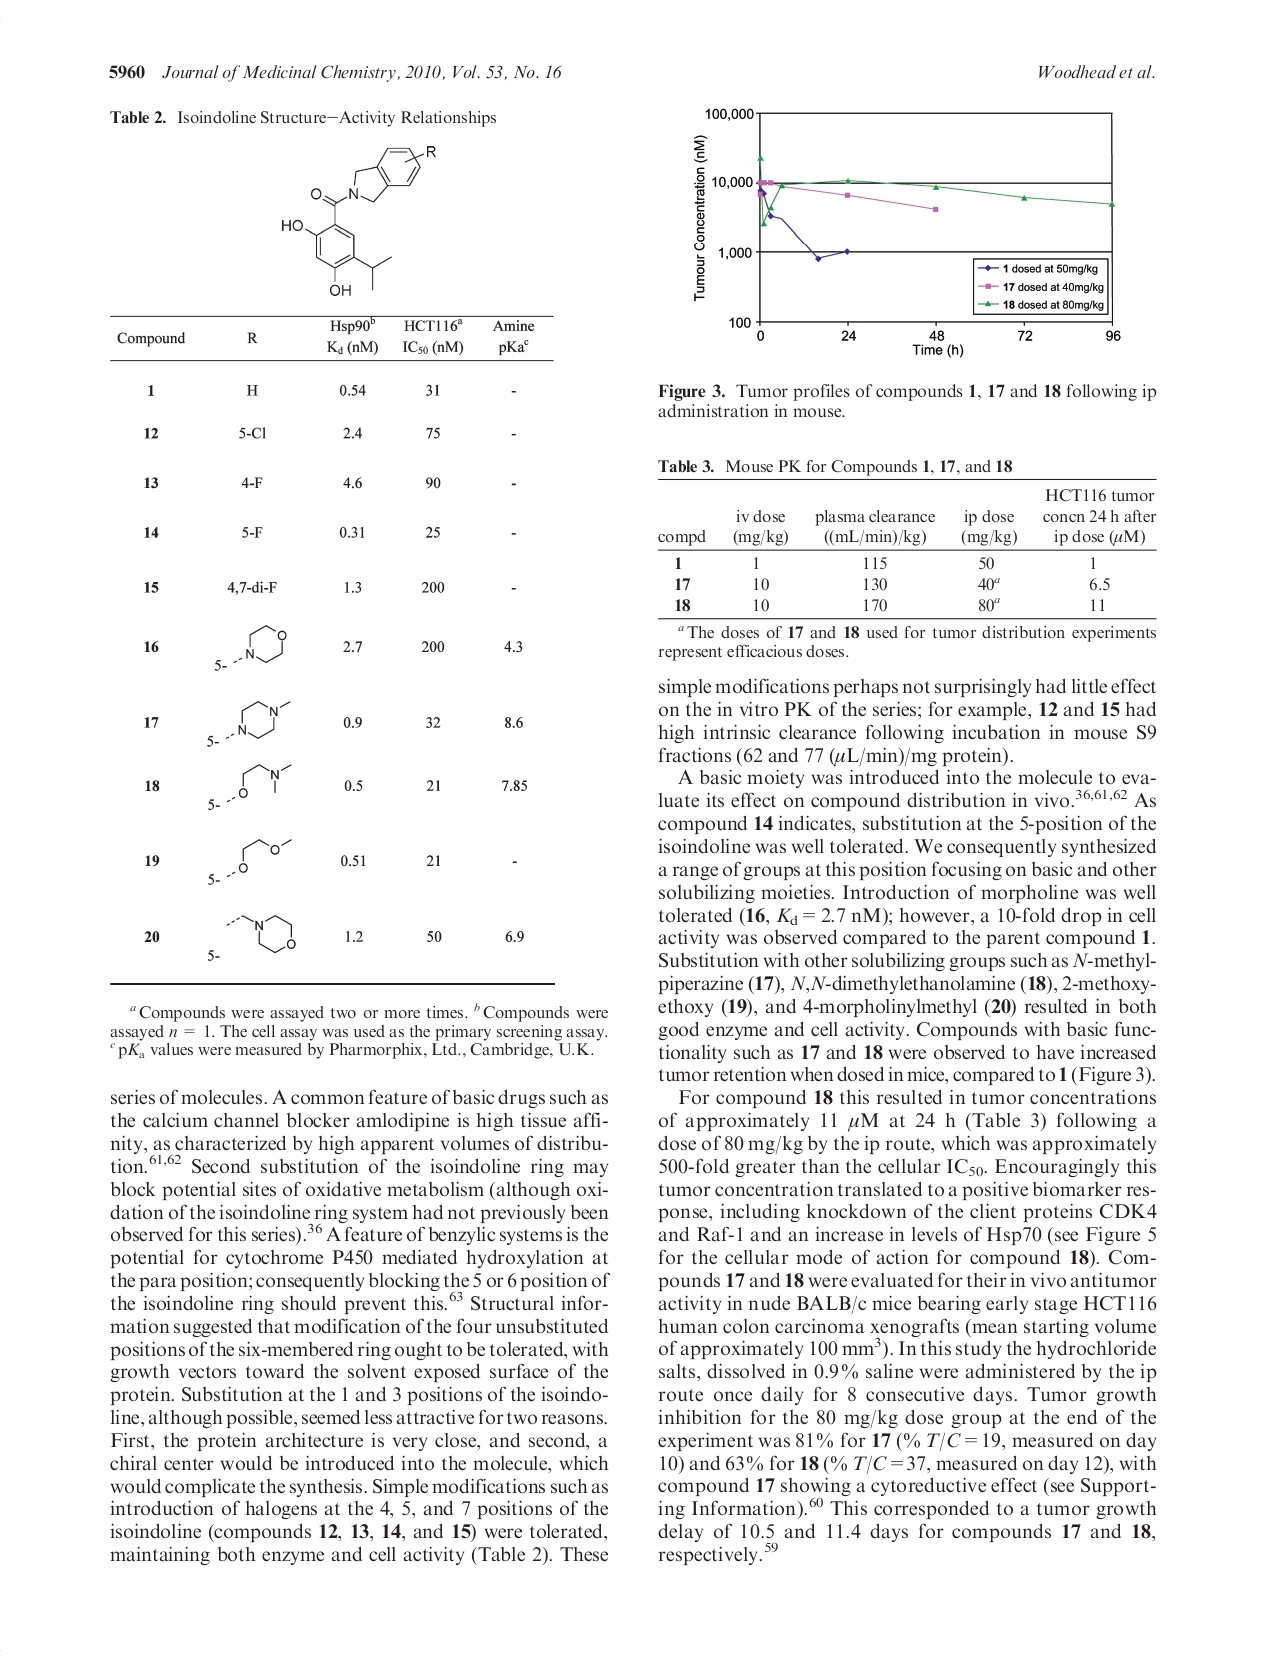 5960 Journal of Medicinal Chemistry, 2010, Vol. 53, No. 16
Woodhead et al.
Table 2. Isoindoline Structure−Activity Relationships
R
O
N
HO
OH
Compound R Hsp90b Kd (nM) HCT116a IC50 (nM) Amine pKac
1 H 0.54 31 -
12 5-Cl 2.4 75 -
13 4-F 4.6 90 -
14 5-F 0.31 25 -
15 4,7-di-F 1.3 200 -
16 5- N O 2.7 200 4.3
17 5- N N 0.9 32 8.6
18 5- O N 0.5 21 7.85
19 5- O O 0.51 21 -
20 5- N O 1.2 50 6.9
a Compounds were assayed two or more times. b Compounds were
assayed n = 1. The cell assay was used as the primary screening assay.
c pKa values were measured by Pharmorphix, Ltd., Cambridge, U.K.
series of molecules. A common feature of basic drugs such as
the calcium channel blocker amlodipine is high tissue affi-
nity, as characterized by high apparent volumes of distribu-
tion.61,62 Second substitution of the isoindoline ring may
block potential sites of oxidative metabolism (although oxi-
dation of the isoindoline ring system had not previously been
observed for this series).36 A feature of benzylic systems is the
potential for cytochrome P450 mediated hydroxylation at
the para position; consequently blocking the 5 or 6 position of
the isoindoline ring should prevent this.63 Structural infor-
mation suggested that modification of the four unsubstituted
positions of the six-membered ring ought to be tolerated, with
growth vectors toward the solvent exposed surface of the
protein. Substitution at the 1 and 3 positions of the isoindo-
line, although possible, seemed less attractive for two reasons.
First, the protein architecture is very close, and second, a
chiral center would be introduced into the molecule, which
would complicate the synthesis. Simple modifications such as
introduction of halogens at the 4, 5, and 7 positions of the
isoindoline (compounds 12, 13, 14, and 15) were tolerated,
maintaining both enzyme and cell activity (Table 2). These
Tumour Concentration (nM)
100,000
10,000
1,000
100
0 24 48 72 96
Time (h)
1 dosed at 50mg/kg
17 dosed at 40mg/kg
18 dosed at 80mg/kg
Figure 3. Tumor profiles of compounds 1, 17 and 18 following ip
administration in mouse.
Table 3. Mouse PK for Compounds 1, 17, and 18
compd iv dose (mg/kg) plasma clearance ((mL/min)/kg) ip dose (mg/kg) HCT116 tumor concn 24 h after ip dose (μM)
1 1 115 50 1
17 10 130 40a 6.5
18 10 170 80a 11
a The doses of 17 and 18 used for tumor distribution experiments
represent efficacious doses.
simple modifications perhaps not surprisingly had little effect
on the in vitro PK of the series; for example, 12 and 15 had
high intrinsic clearance following incubation in mouse S9
fractions (62 and 77 (μL/min)/mg protein).
A basic moiety was introduced into the molecule to eva-
luate its effect on compound distribution in vivo.36,61,62 As
compound 14 indicates, substitution at the 5-position of the
isoindoline was well tolerated. We consequently synthesized
a range of groups at this position focusing on basic and other
solubilizing moieties. Introduction of morpholine was well
tolerated (16, Kd = 2.7 nM); however, a 10-fold drop in cell
activity was observed compared to the parent compound 1.
Substitution with other solubilizing groups such as N-methyl-
piperazine (17), N,N-dimethylethanolamine (18), 2-methoxy-
ethoxy (19), and 4-morpholinylmethyl (20) resulted in both
good enzyme and cell activity. Compounds with basic func-
tionality such as 17 and 18 were observed to have increased
tumor retention when dosed in mice, compared to 1 (Figure 3).
For compound 18 this resulted in tumor concentrations
of approximately 11 μM at 24 h (Table 3) following a
dose of 80 mg/kg by the ip route, which was approximately
500-fold greater than the cellular IC50. Encouragingly this
tumor concentration translated to a positive biomarker res-
ponse, including knockdown of the client proteins CDK4
and Raf-1 and an increase in levels of Hsp70 (see Figure 5
for the cellular mode of action for compound 18). Com-
pounds 17 and 18 were evaluated for their in vivo antitumor
activity in nude BALB/c mice bearing early stage HCT116
human colon carcinoma xenografts (mean starting volume
of approximately 100 mm3). In this study the hydrochloride
salts, dissolved in 0.9% saline were administered by the ip
route once daily for 8 consecutive days. Tumor growth
inhibition for the 80 mg/kg dose group at the end of the
experiment was 81% for 17 (% T/C = 19, measured on day
10) and 63% for 18 (% T/C = 37, measured on day 12), with
compound 17 showing a cytoreductive effect (see Support-
ing Information).60 This corresponded to a tumor growth
delay of 10.5 and 11.4 days for compounds 17 and 18,
respectively.59